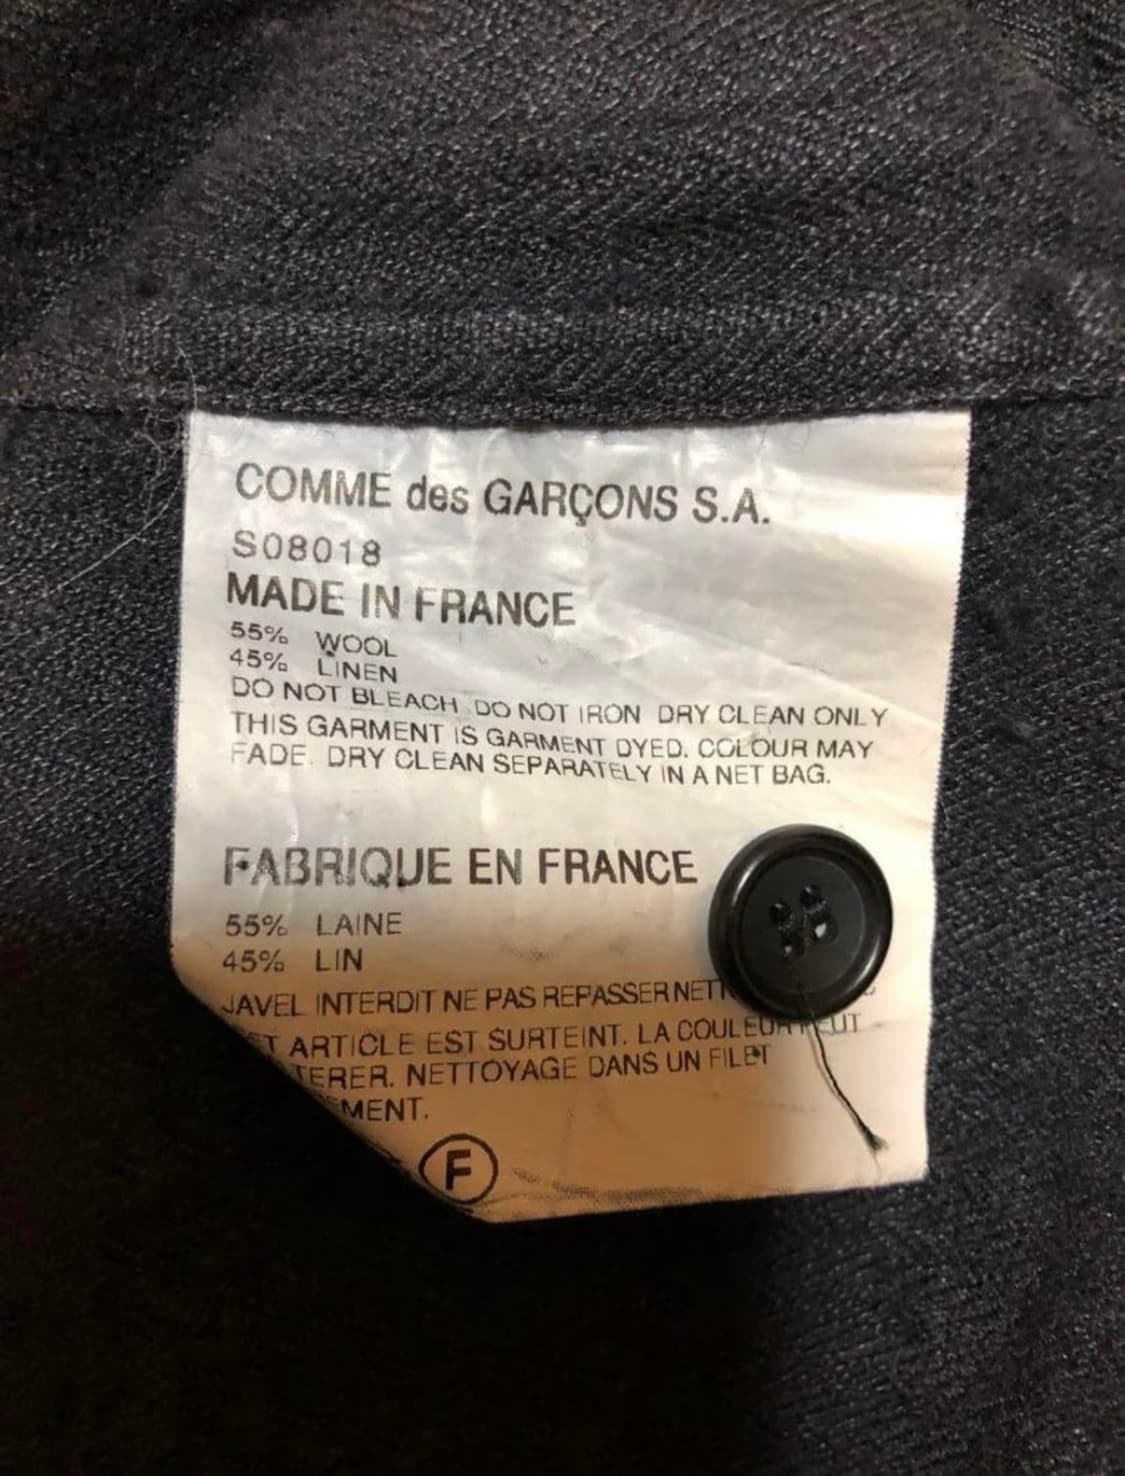 COMME des GARÇONS S.A.
S08018
MADE IN FRANCE
55% WOOL
45% LINEN
DO NOT BLEACH DO NOT IRON DRY CLEAN ONLY
THIS GARMENT IS GARMENT DYED. COLOUR MAY
FADE. DRY CLEAN SEPARATELY IN A NET BAG.
FABRIQUE EN FRANCE
55% LAINE
45% LIN
JAVEL INTERDIT NE PAS REPASSER
ARTICLE EST SURTEINT. LA COULEUR PEUT
NETTOYAGE DANS UN FILET
F